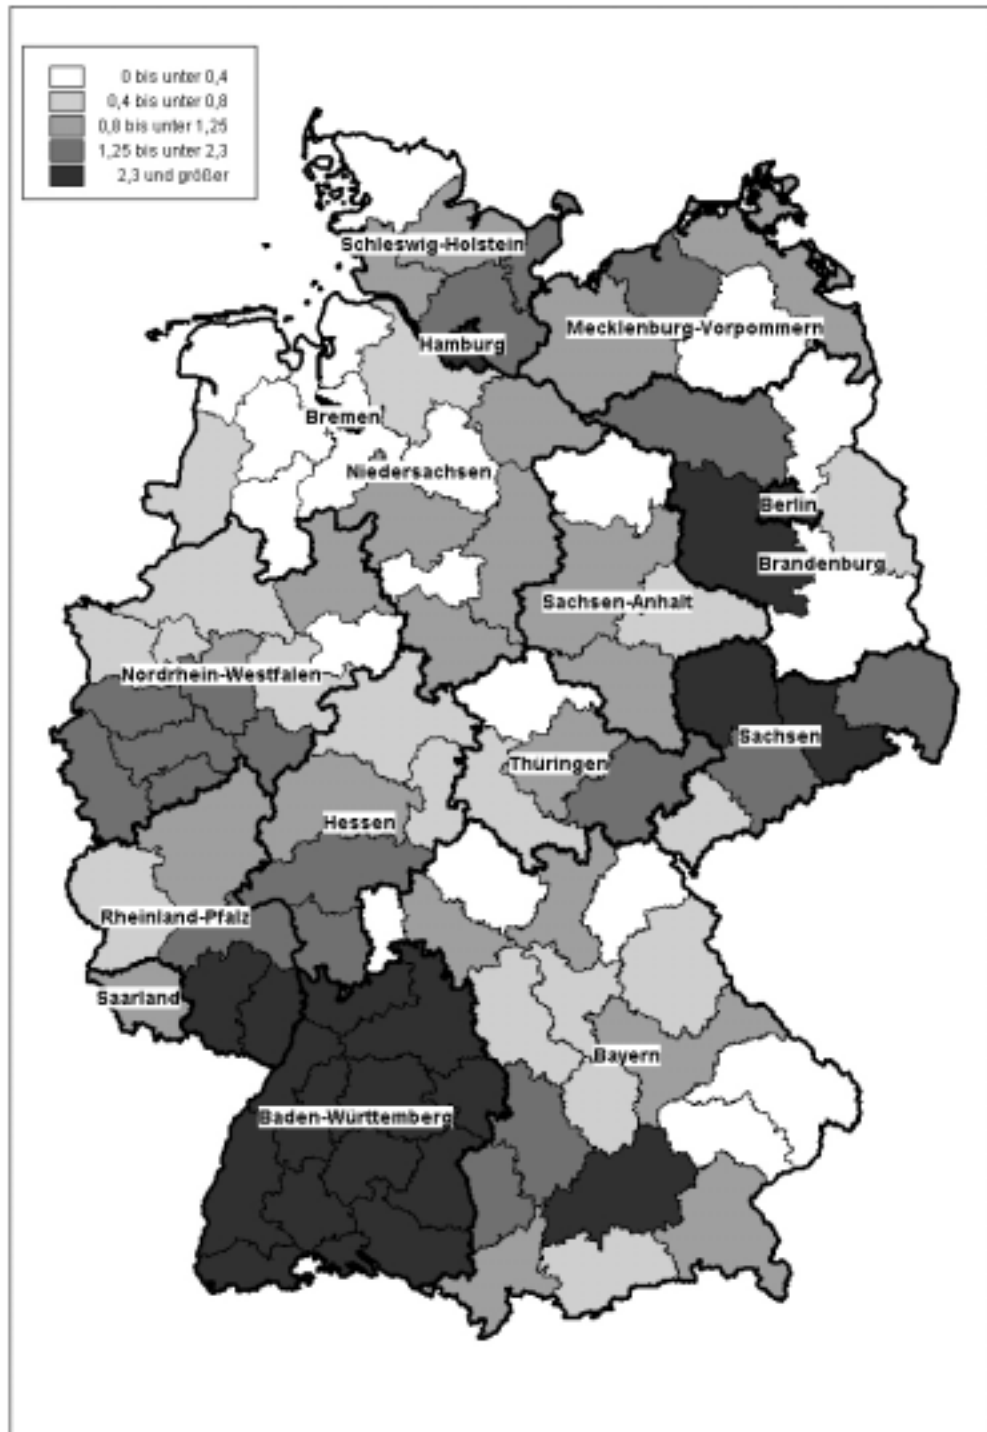 0 bis unter 0,4
0,4 bis unter 0,8
0,8 bis unter 1,25
1,25 bis unter 2,3
2,3 und größer
Schleswig-Holstein
Mecklenburg-Vorpommern
Hamburg
Bremen
Niedersachsen
Berlin
Brandenburg
Sachsen-Anhalt
Nordrhein-Westfalen
Sachsen
Thüringen
Hessen
Rheinland-Pfalz
Saarland
Bayern
Baden-Württemberg